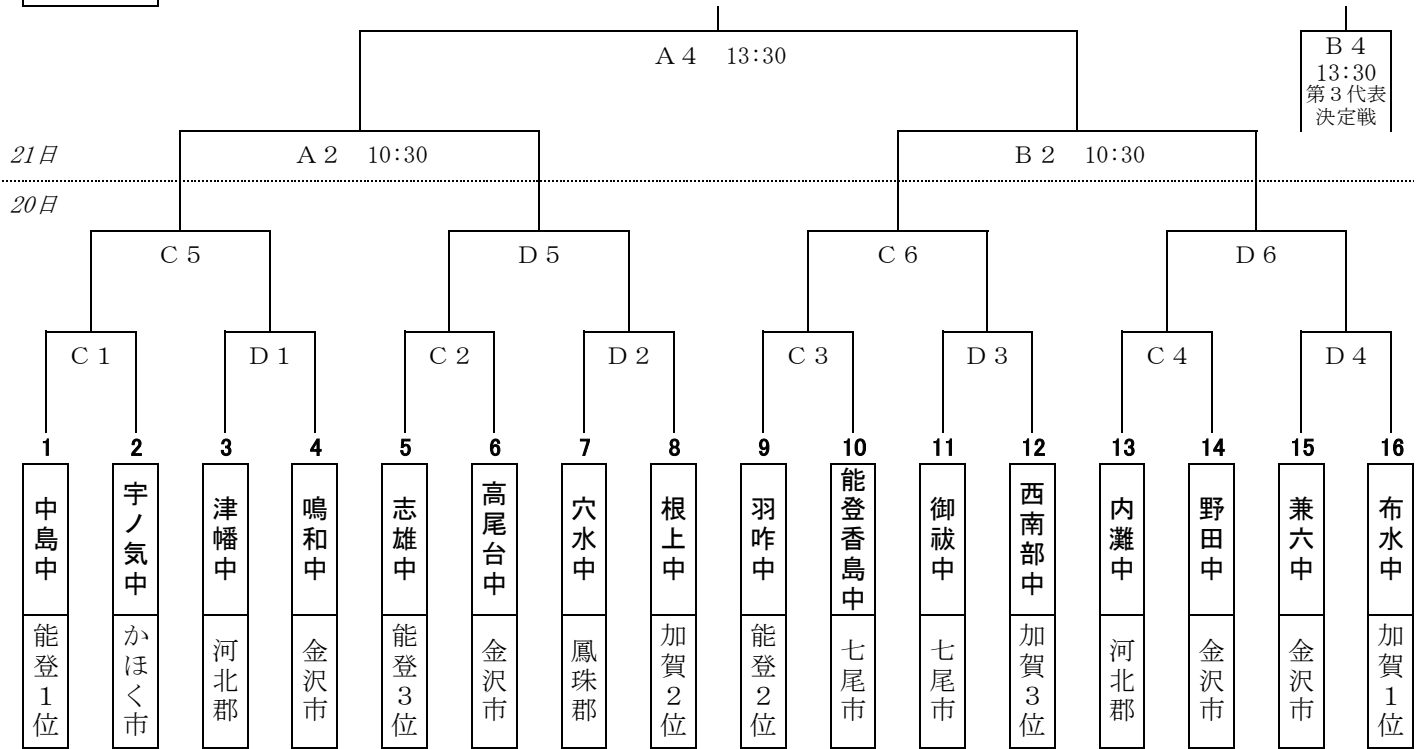 A４　13:30
B４
13:30
第３代表
決定戦
21日
A２　10:30
B２　10:30
20日
C５
D５
C６
D６
C１
D１
C２
D２
C３
D３
C４
D４
1
2
3
4
5
6
7
8
9
10
11
12
13
14
15
16
中島中
宇ノ気中
津幡中
鳴和中
志雄中
高尾台中
穴水中
根上中
羽咋中
能登香島中
御祓中
西南部中
内灘中
野田中
兼六中
布水中
能登１位
かほく市
河北郡
金沢市
能登３位
金沢市
鳳珠郡
加賀２位
能登２位
七尾市
七尾市
加賀３位
河北郡
金沢市
金沢市
加賀１位